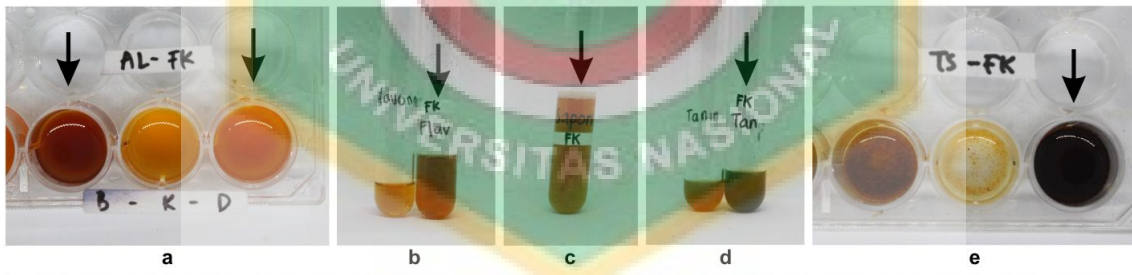 AL-FK
B - K - D
a
FK
Flav
b
FK
c
Tanin
FK
Tan
d
TS-FK
e
UNIVERSITAS NASIONAL